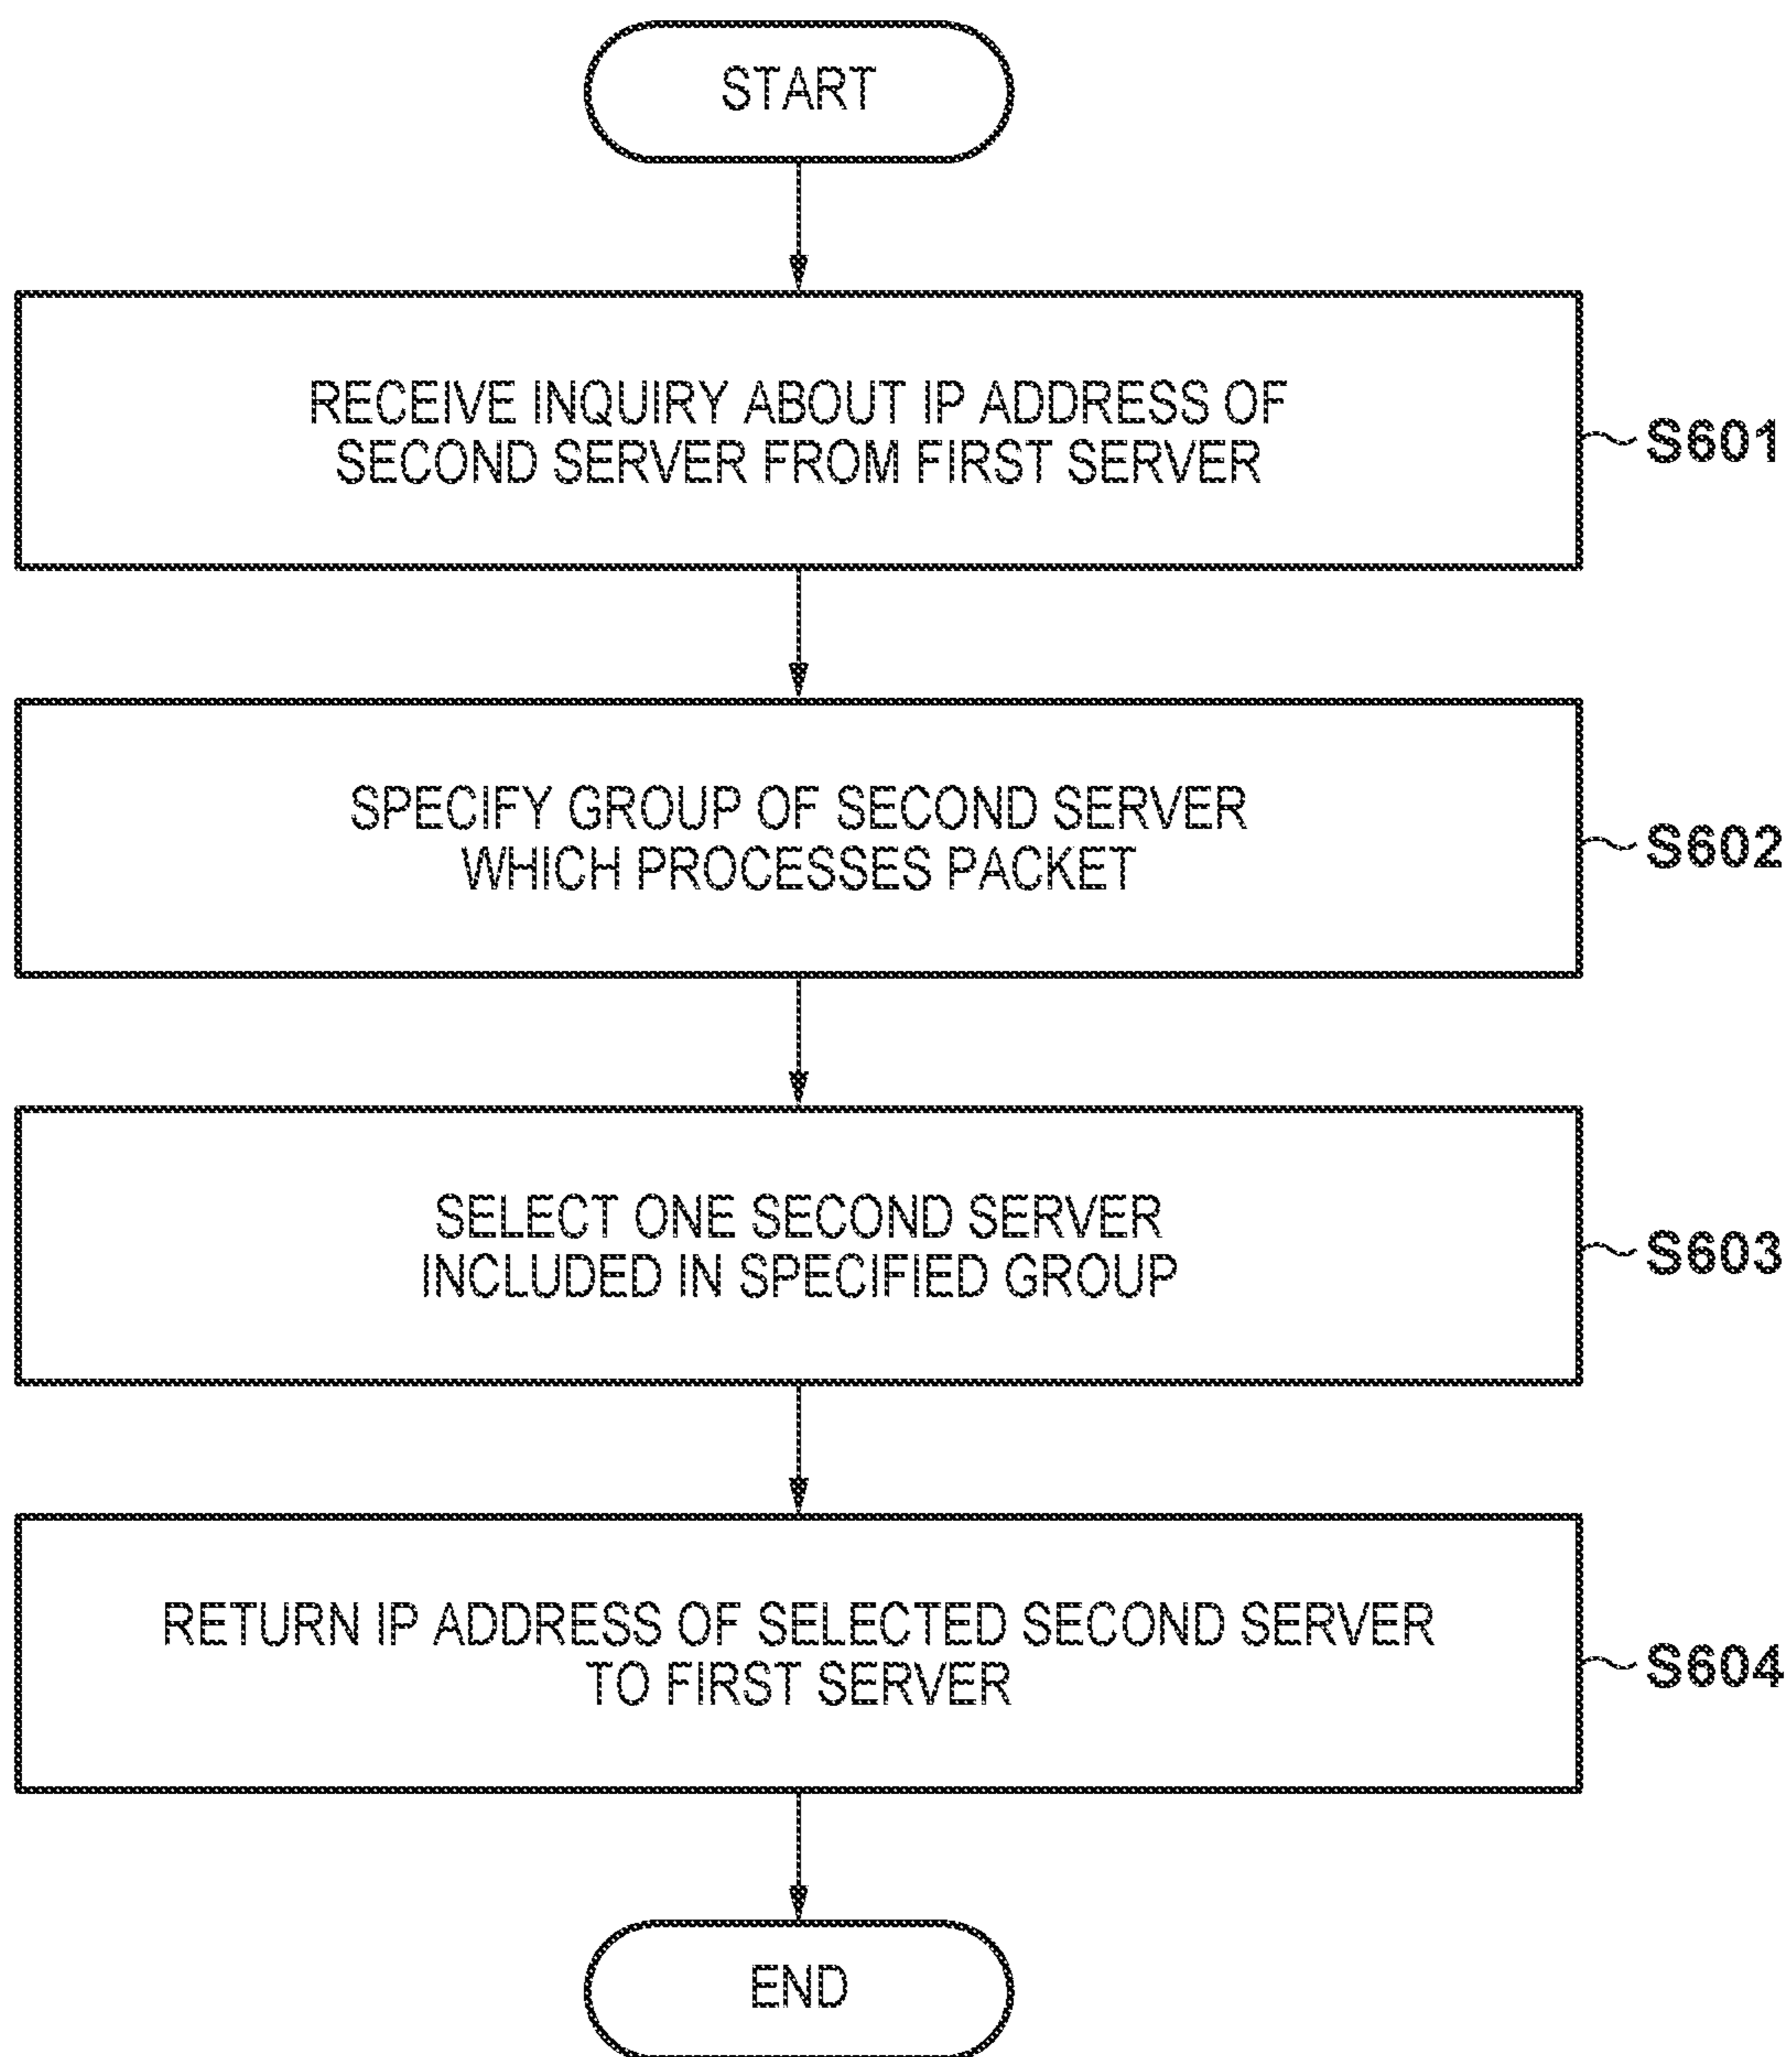 START
RECEIVE INQUIRY ABOUT IP ADDRESS OF
SECOND SERVER FROM FIRST SERVER
S601
SPECIFY GROUP OF SECOND SERVER
WHICH PROCESSES PACKET
S602
SELECT ONE SECOND SERVER
INCLUDED IN SPECIFIED GROUP
S603
RETURN IP ADDRESS OF SELECTED SECOND SERVER
TO FIRST SERVER
S604
END